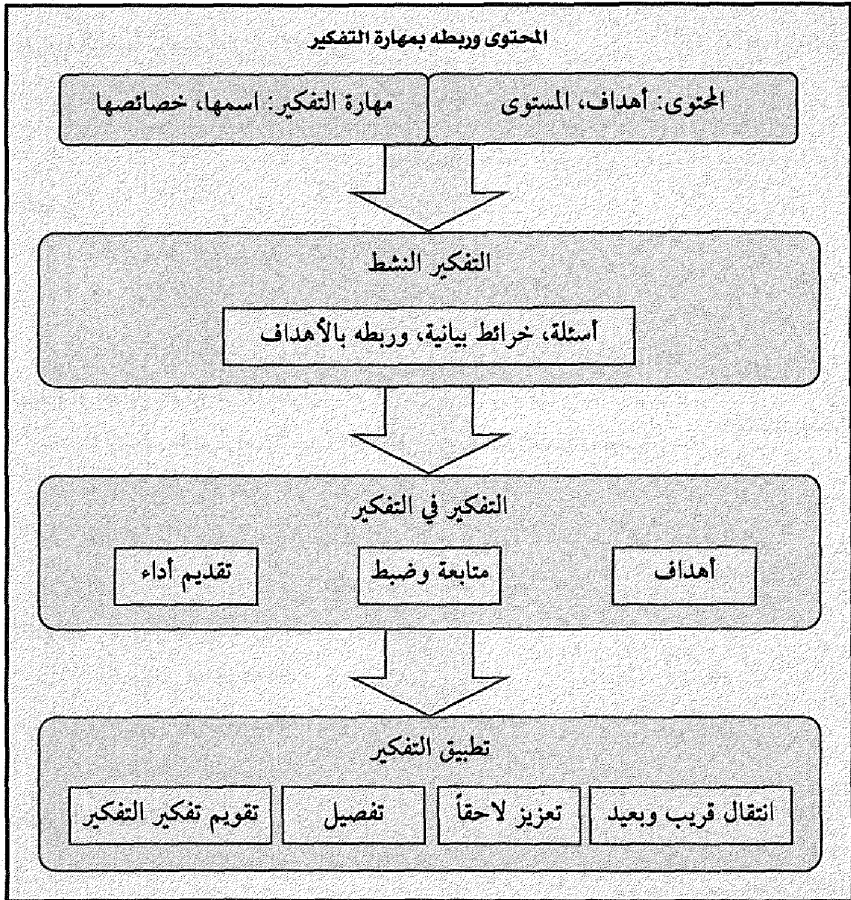 المحتوى وربطه بمهارة التفكير
المحتوى: أهداف، المستوى
مهارة التفكير: اسمها، خصائصها
التفكير النشط
أسئلة، خرائط بيانية، وربطه بالأهداف
التفكير في التفكير
أهداف
متابعة وضبط
تقديم أداء
تطبيق التفكير
انتقال قريب وبعيد
تعزيز لاحقاً
تفصيل
تقويم تفكير التفكير